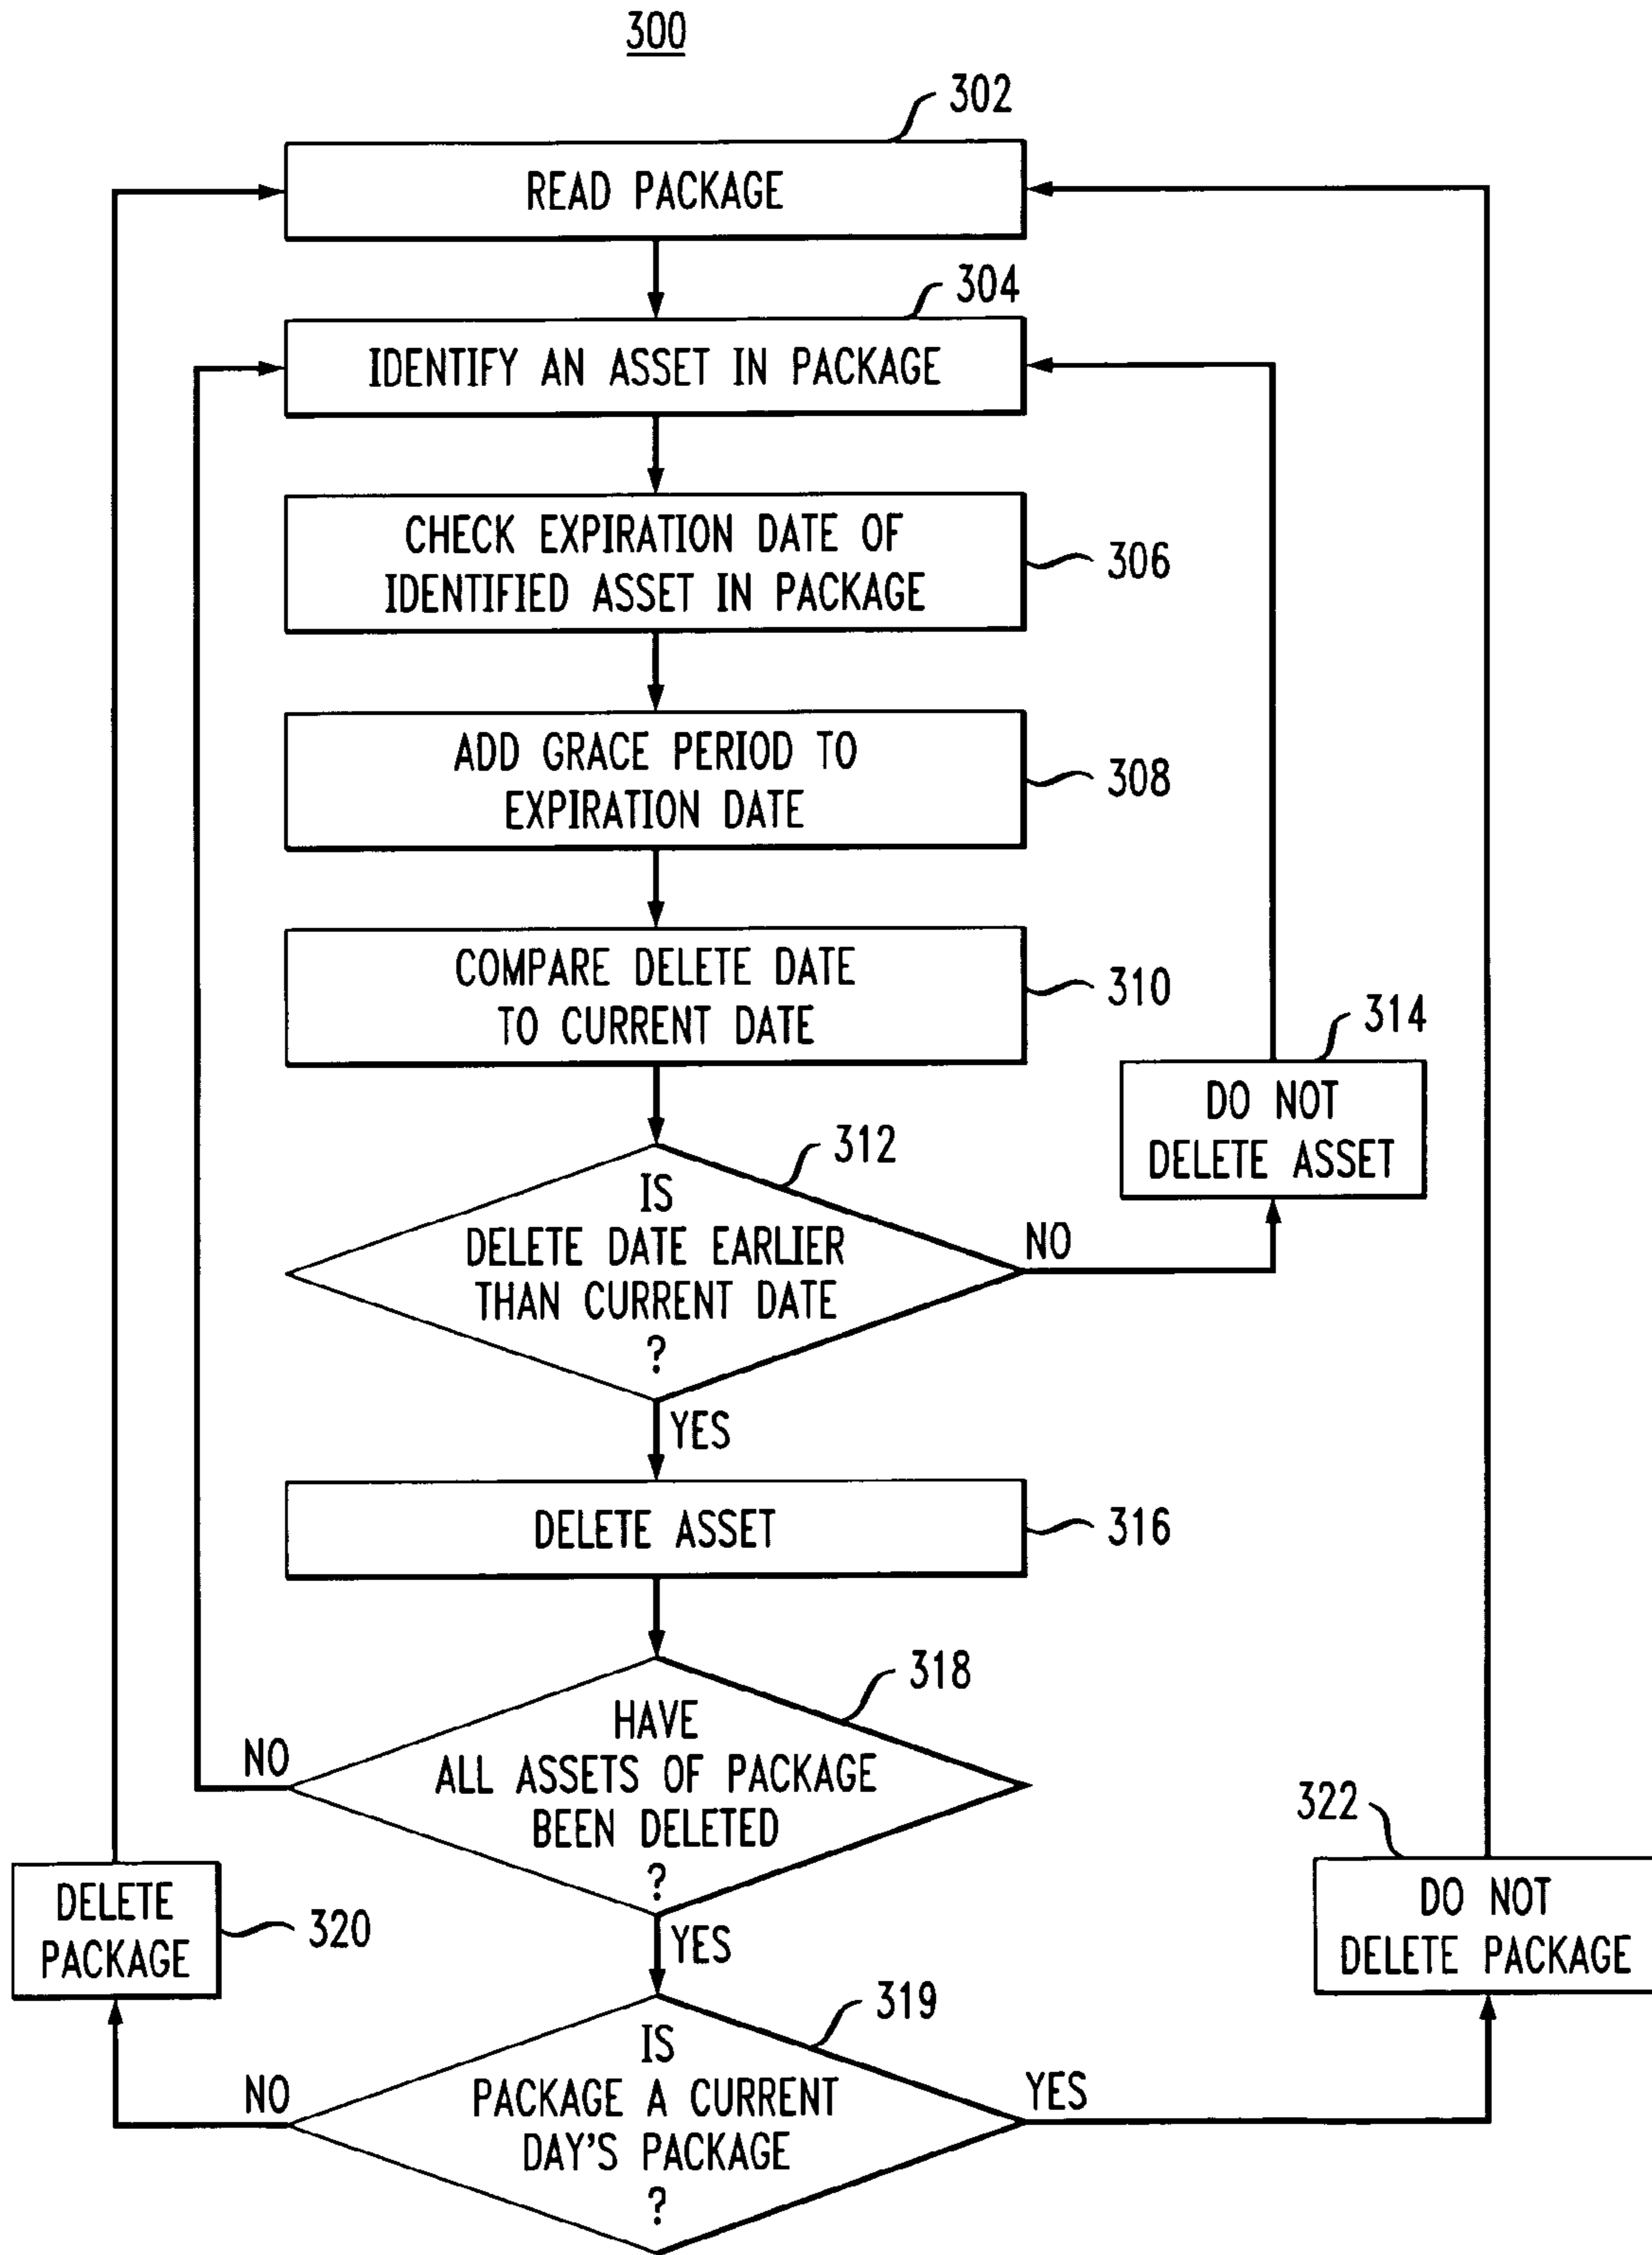 300
302
READ PACKAGE
304
IDENTIFY AN ASSET IN PACKAGE
CHECK EXPIRATION DATE OF
IDENTIFIED ASSET IN PACKAGE
306
ADD GRACE PERIOD TO
EXPIRATION DATE
308
COMPARE DELETE DATE
TO CURRENT DATE
310
314
DO NOT
DELETE ASSET
312
IS
DELETE DATE EARLIER
THAN CURRENT DATE
?
NO
YES
DELETE ASSET
316
318
HAVE
ALL ASSETS OF PACKAGE
BEEN DELETED
?
NO
YES
322
DO NOT
DELETE PACKAGE
DELETE
PACKAGE
320
319
IS
PACKAGE A CURRENT
DAY'S PACKAGE
?
NO
YES